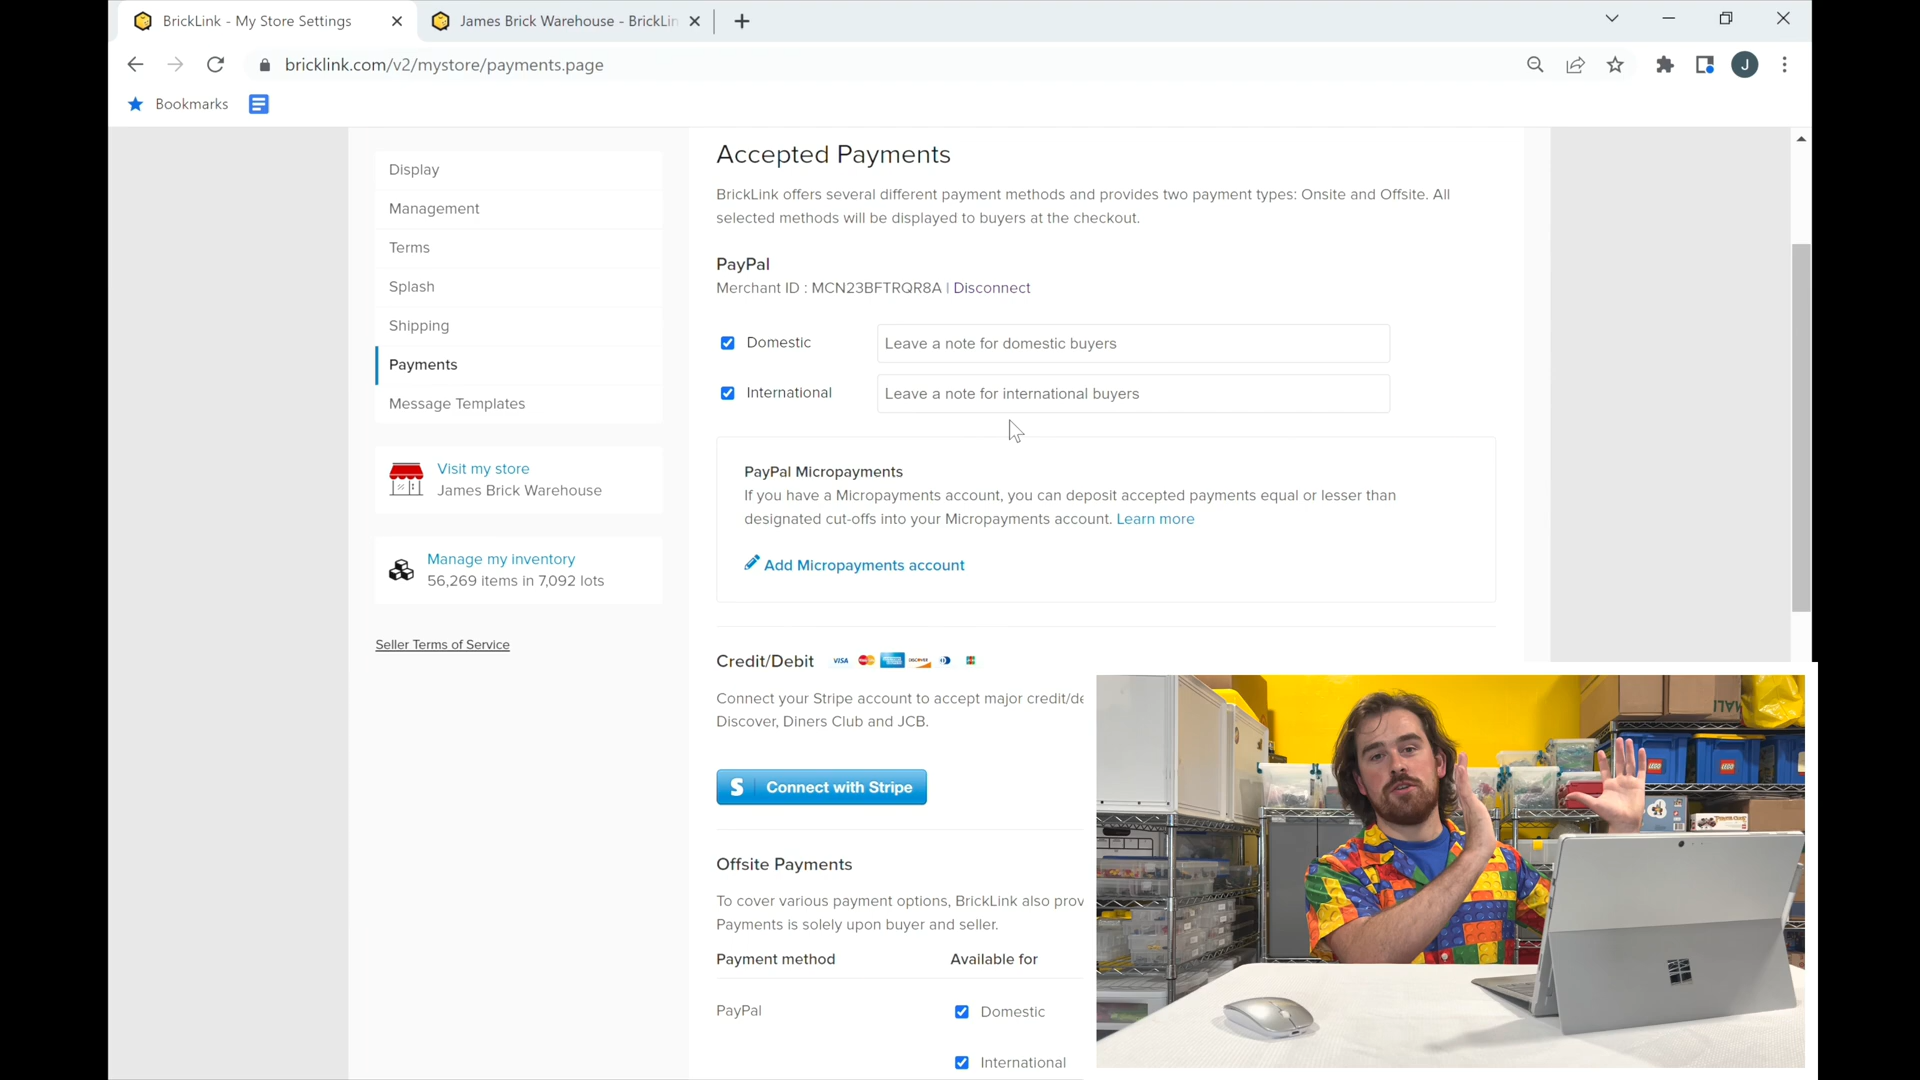 BrickLink - My Store Settings
James Brick Warehouse - BrickLin
bricklink.com/v2/mystore/payments.page
J
Bookmarks
Display
Management
Terms
Splash
Shipping
Payments
Message Templates
Visit my store
James Brick Warehouse
Manage my inventory
56,269 items in 7,092 lots
Seller Terms of Service
Accepted Payments
BrickLink offers several different payment methods and provides two payment types: Onsite and Offsite. All
selected methods will be displayed to buyers at the checkout.
PayPal
Merchant ID : MCN23BFTRQR8A | Disconnect
Domestic
Leave a note for domestic buyers
International
Leave a note for international buyers
PayPal Micropayments
If you have a Micropayments account, you can deposit accepted payments equal or lesser than
designated cut-offs into your Micropayments account. Learn more
Add Micropayments account
Credit/Debit VISA DISCOVER
Connect your Stripe account to accept major credit/de
Discover, Diners Club and JCB.
S Connect with Stripe
Offsite Payments
To cover various payment options, BrickLink also prov
Payments is solely upon buyer and seller.
Payment method
Available for
PayPal
Domestic
International
LEGO
LEGO